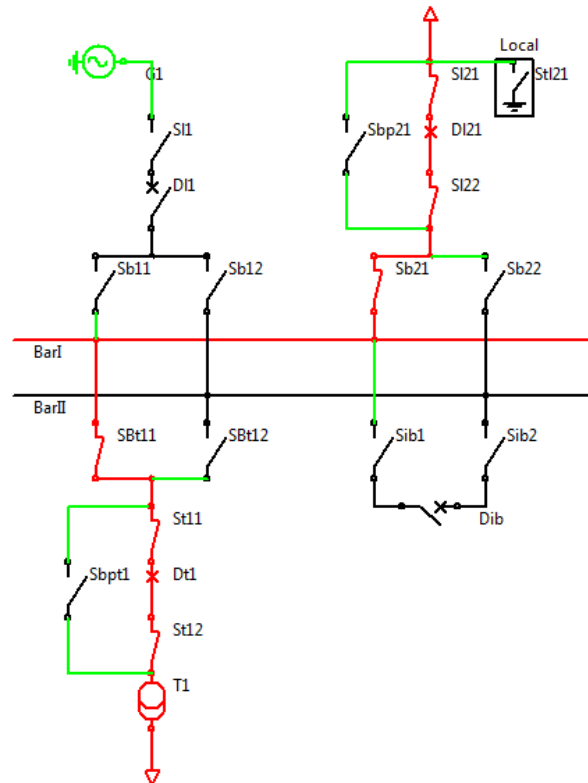 Local
G1
Sl21
Stl21
Sl1
Sbp21
Dl21
Dl1
Sl22
Sb11
Sb12
Sb21
Sb22
BarI
BarII
SBt11
SBt12
Sib1
Sib2
St11
Dib
Sbpt1
Dt1
St12
T1